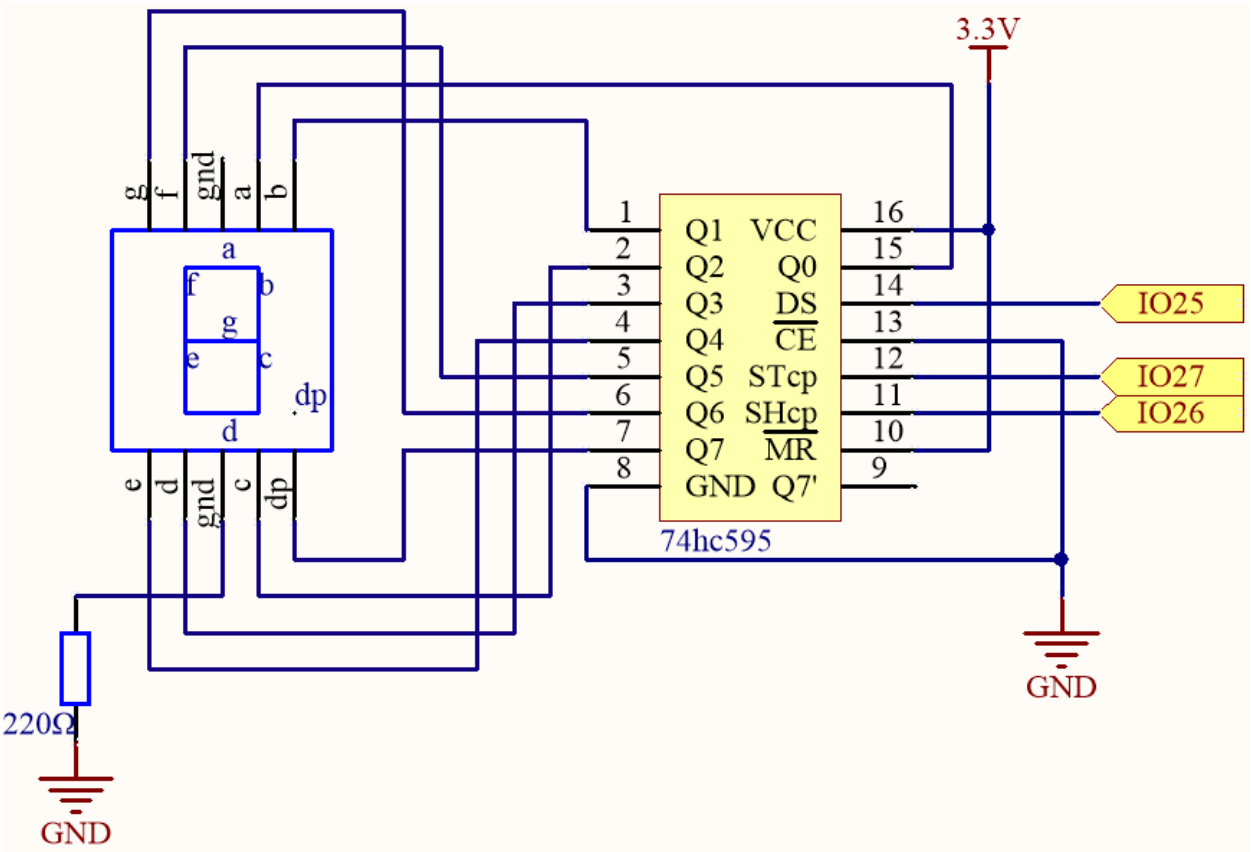 3.3V
g f gnd a b
a
f b
g
e c
dp
d
e d gnd c dp
220Ω
GND
1 Q1 VCC 16
2 Q2 Q0 15
3 Q3 DS 14 IO25
4 Q4 CE 13
5 Q5 STcp 12 IO27
6 Q6 SHcp 11 IO26
7 Q7 MR 10
8 GND Q7' 9
74hc595
GND